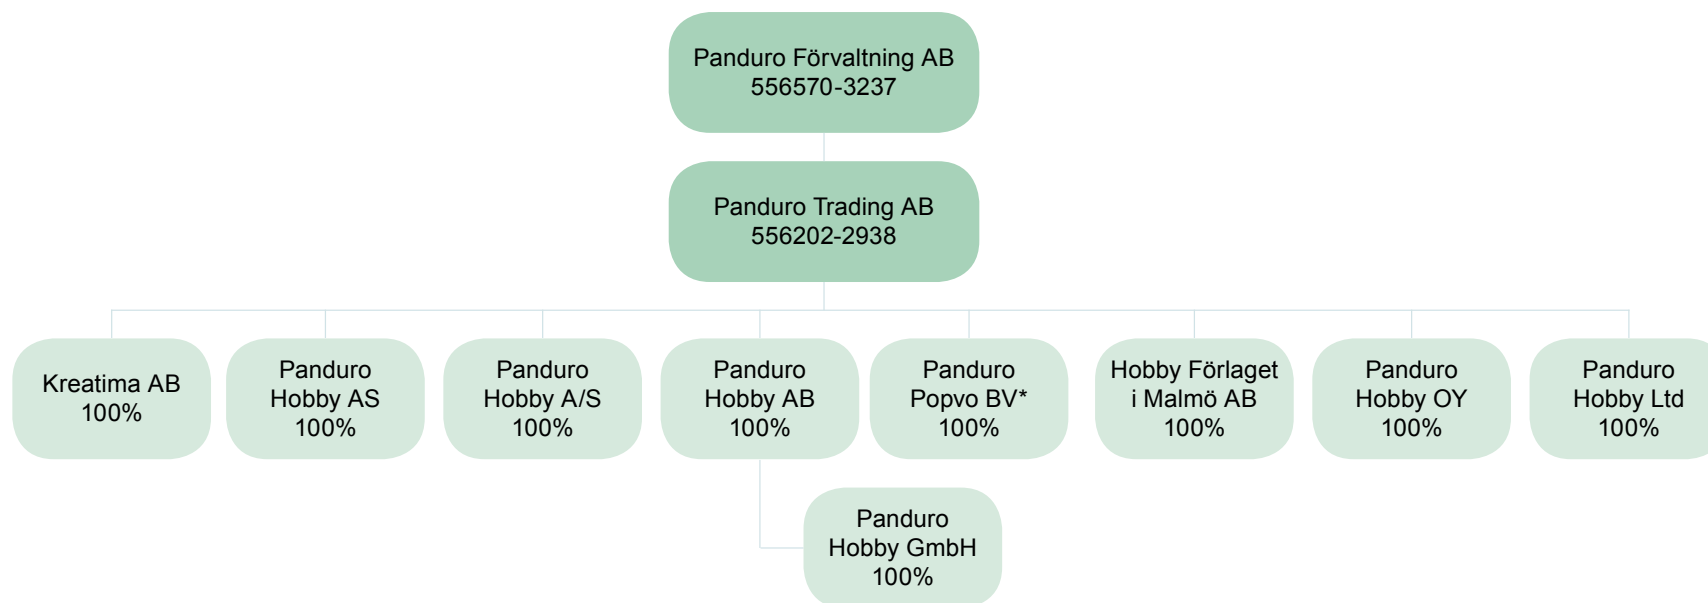 Panduro Förvaltning AB
556570-3237
Panduro Trading AB
556202-2938
Kreatima AB
100%
Panduro
Hobby AS
100%
Panduro
Hobby A/S
100%
Panduro
Hobby AB
100%
Panduro
Popvo BV*
100%
Hobby Förlaget
i Malmö AB
100%
Panduro
Hobby OY
100%
Panduro
Hobby Ltd
100%
Panduro
Hobby GmbH
100%